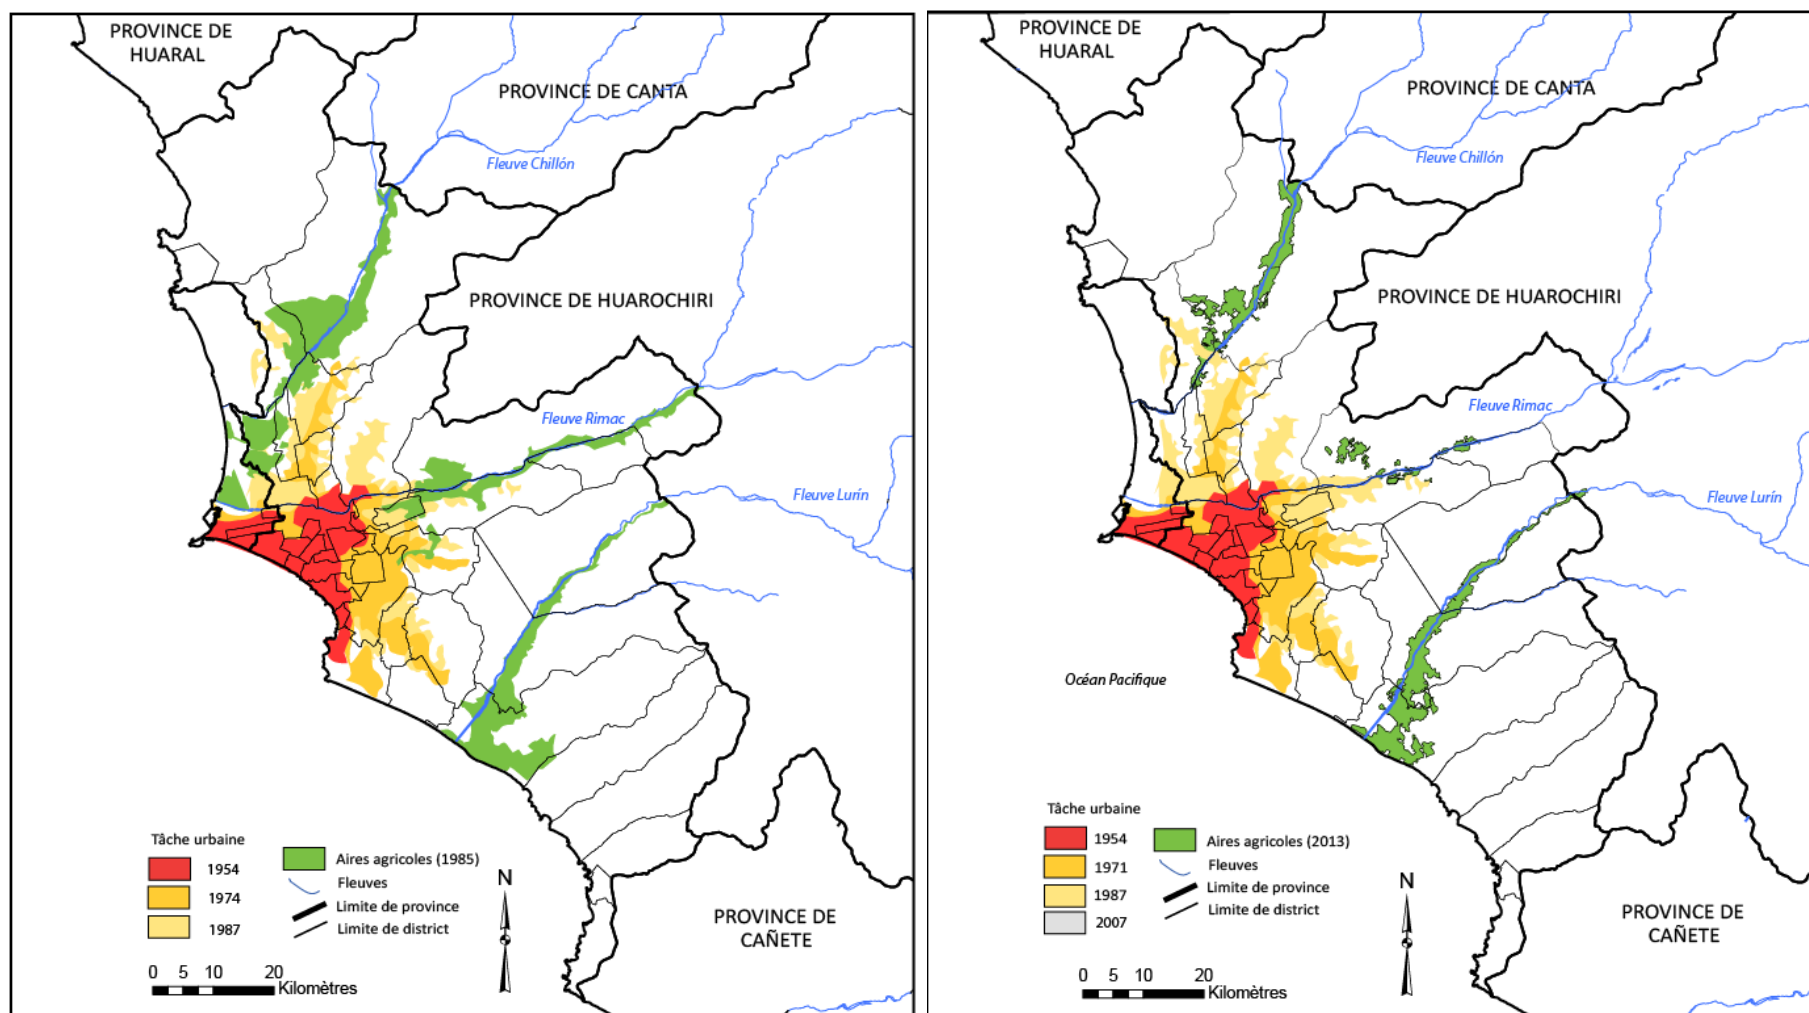 PROVINCE DE
HUARAL
PROVINCE DE CANTA
Fleuve Chillón
PROVINCE DE HUAROCHIRI
Fleuve Rimac
Fleuve Lurín
Tâche urbaine
1954
1974
1987
Aires agricoles (1985)
Fleuves
Limite de province
Limite de district
N
0 5 10 20
Kilomètres
PROVINCE DE
CAÑETE
PROVINCE DE
HUARAL
PROVINCE DE CANTA
Fleuve Chillón
PROVINCE DE HUAROCHIRI
Fleuve Rimac
Fleuve Lurín
Océan Pacifique
Tâche urbaine
1954
1971
1987
2007
Aires agricoles (2013)
Fleuves
Limite de province
Limite de district
N
0 5 10 20
Kilomètres
PROVINCE DE
CAÑETE